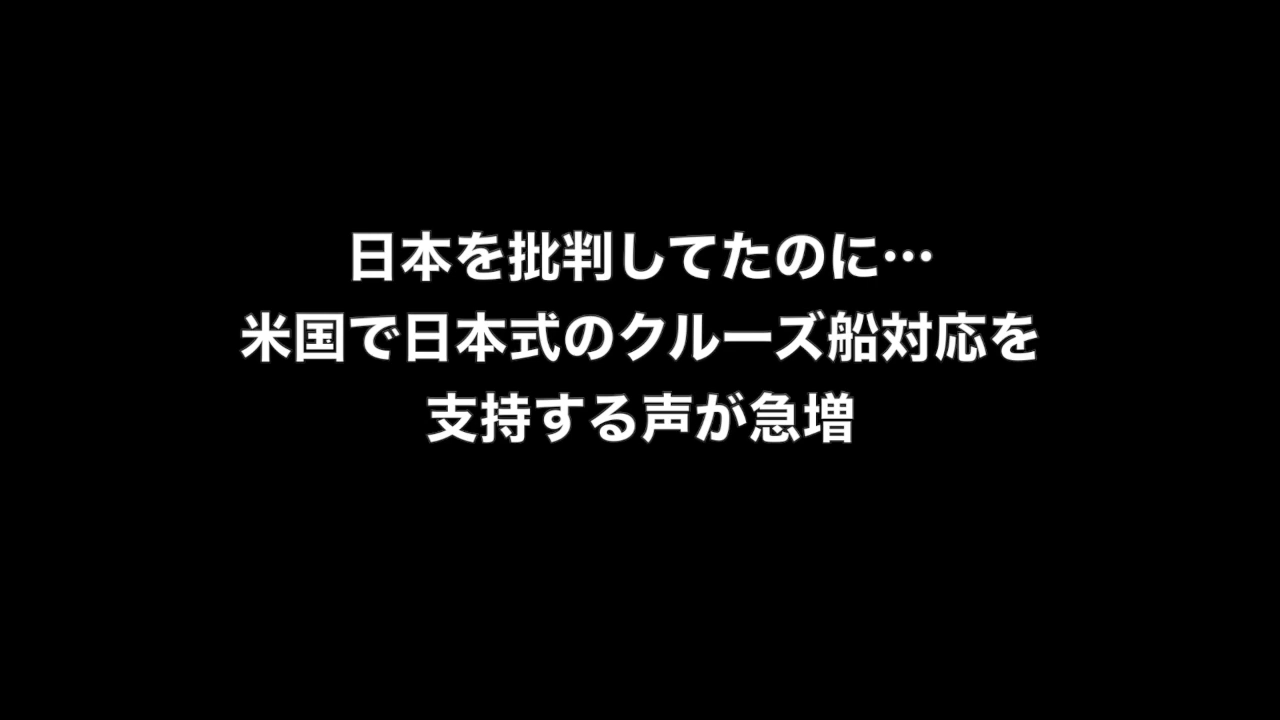 日本を批判してたのに…
米国で日本式のクルーズ船対応を
支持する声が急増